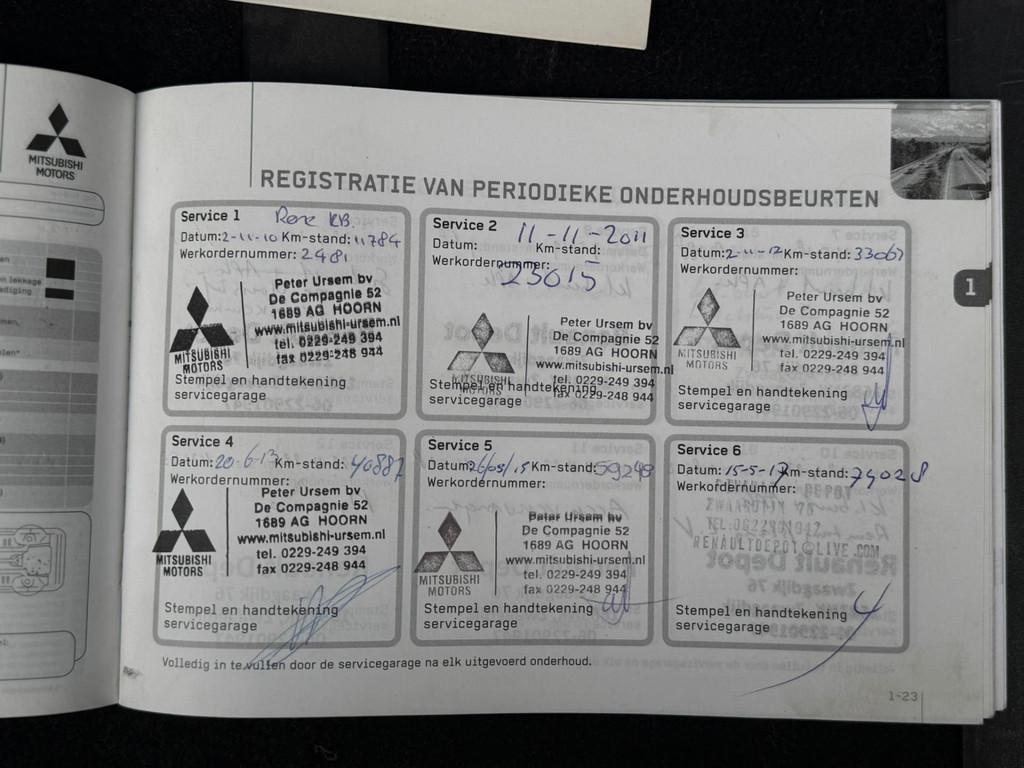 MITSUBISHI
MOTORS
REGISTRATIE VAN PERIODIEKE ONDERHOUDSBEURTEN
1
Service 1
Datum: 2-11-10 Km-stand: 11784
Werkordernummer: 2481
Peter Ursem bv
De Compagnie 52
1689 AG HOORN
www.mitsubishi-ursem.nl
tel. 0229-249 394
fax 0229-248 944
MITSUBISHI
MOTORS
Stempel en handtekening
servicegarage
Service 2
Datum: 11-11-2011 Km-stand:
Werkordernummer:
23015
Peter Ursem bv
De Compagnie 52
1689 AG HOORN
www.mitsubishi-ursem.nl
tel. 0229-249 394
fax 0229-248 944
MITSUBISHI
MOTORS
Stempel en handtekening
servicegarage
Service 3
Datum: 2-11-12 Km-stand: 33067
Werkordernummer:
Peter Ursem bv
De Compagnie 52
1689 AG HOORN
www.mitsubishi-ursem.nl
tel. 0229-249 394
fax 0229-248 944
MITSUBISHI
MOTORS
Stempel en handtekening
servicegarage
Service 4
Datum: 20-6-13 Km-stand: 40887
Werkordernummer:
Peter Ursem bv
De Compagnie 52
1689 AG HOORN
www.mitsubishi-ursem.nl
tel. 0229-249 394
fax 0229-248 944
MITSUBISHI
MOTORS
Stempel en handtekening
servicegarage
Service 5
Datum: 26/05/15 Km-stand: 59249
Werkordernummer:
Peter Ursem bv
De Compagnie 52
1689 AG HOORN
www.mitsubishi-ursem.nl
tel. 0229-249 394
fax 0229-248 944
MITSUBISHI
MOTORS
Stempel en handtekening
servicegarage
Service 6
Datum: 15-5-17 Km-stand: 74028
Werkordernummer:
DEPOT
ZWAAGDIJK 76
RENAULTDEPOT@LIVE.COM
Stempel en handtekening
servicegarage
Volledig in te vullen door de servicegarage na elk uitgevoerd onderhoud.
1-23